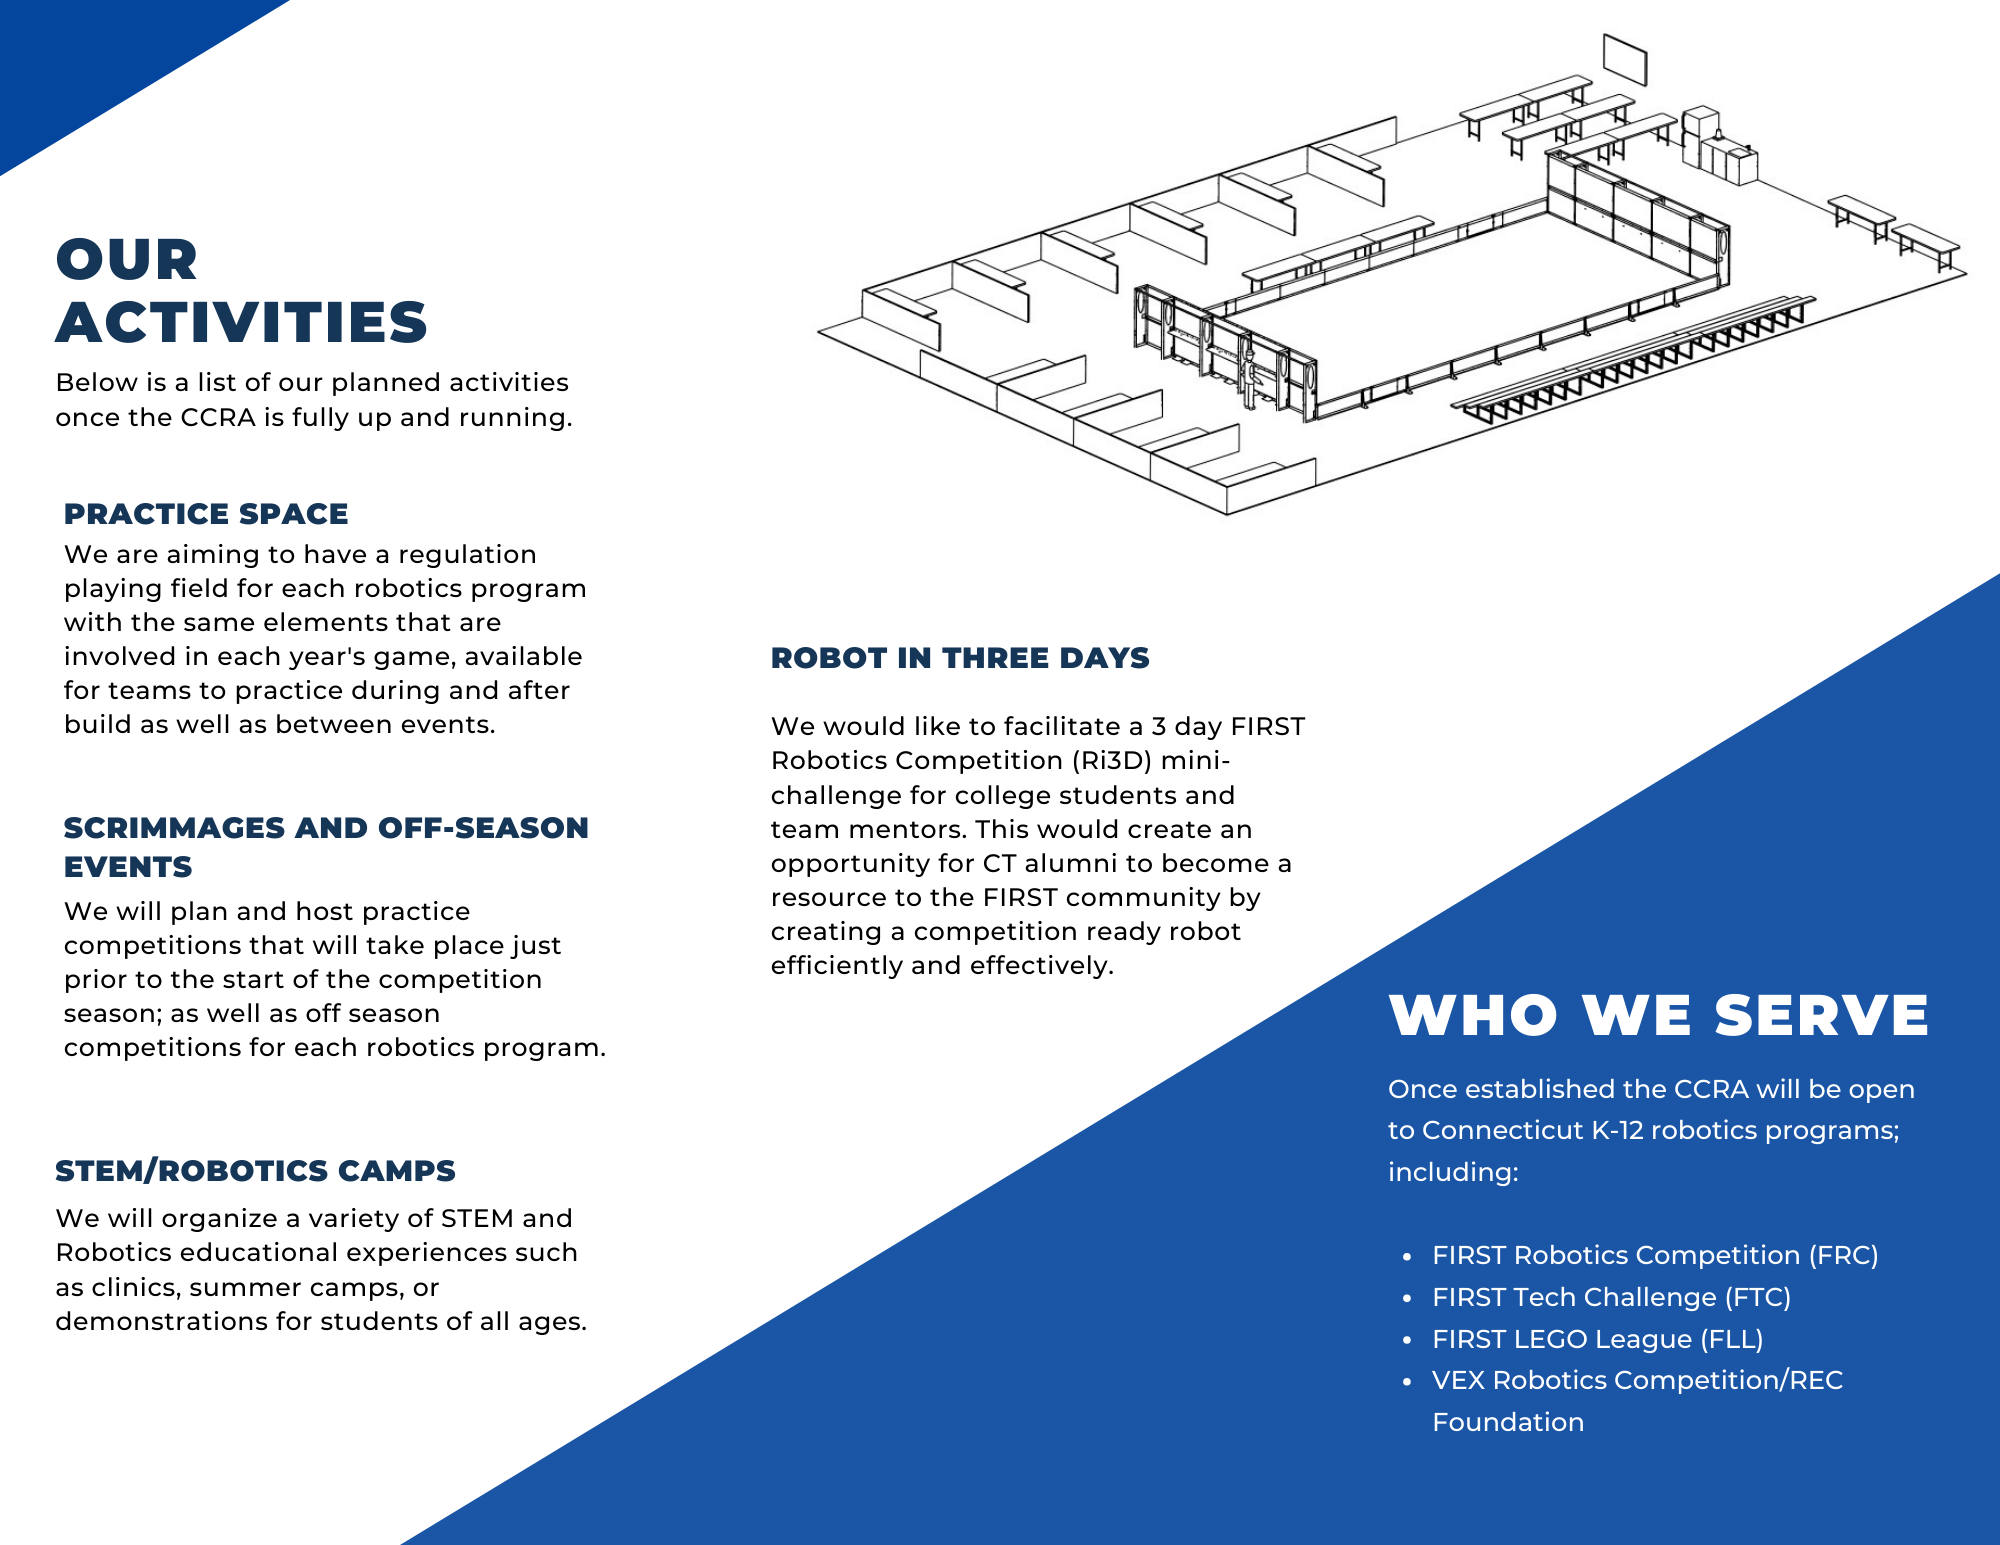 OUR
ACTIVITIES
Below is a list of our planned activities
once the CCRA is fully up and running.
PRACTICE SPACE
We are aiming to have a regulation
playing field for each robotics program
with the same elements that are
involved in each year's game, available
for teams to practice during and after
build as well as between events.
SCRIMMAGES AND OFF-SEASON
EVENTS
We will plan and host practice
competitions that will take place just
prior to the start of the competition
season; as well as off season
competitions for each robotics program.
STEM/ROBOTICS CAMPS
We will organize a variety of STEM and
Robotics educational experiences such
as clinics, summer camps, or
demonstrations for students of all ages.
ROBOT IN THREE DAYS
We would like to facilitate a 3 day FIRST
Robotics Competition (Ri3D) mini-
challenge for college students and
team mentors. This would create an
opportunity for CT alumni to become a
resource to the FIRST community by
creating a competition ready robot
efficiently and effectively.
WHO WE SERVE
Once established the CCRA will be open
to Connecticut K-12 robotics programs;
including:
• FIRST Robotics Competition (FRC)
• FIRST Tech Challenge (FTC)
• FIRST LEGO League (FLL)
• VEX Robotics Competition/REC
Foundation